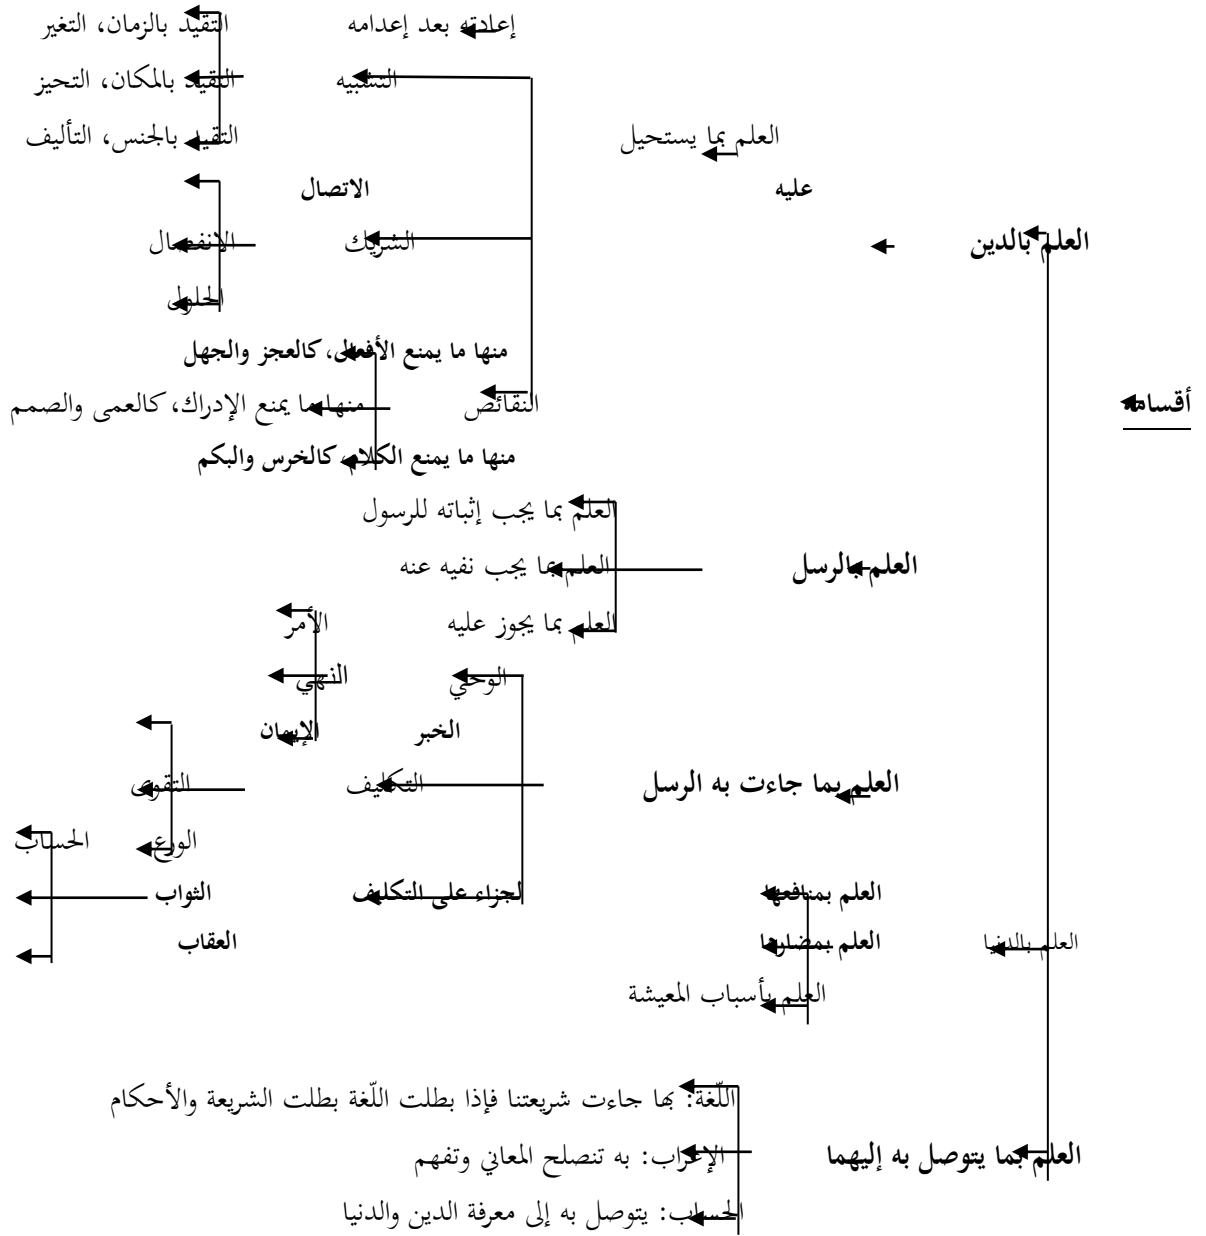 إعادته بعد إعدامه
التقيد بالزمان، التغير
التشبيه
التقيد بالمكان، التحيز
العلم بما يستحيل
التقيد بالجنس، التأليف
عليه
الاتصال
العلم بالدين
الشريك
الانفصال
الحلول
منها ما يمنع الأفعال، كالعجز والجهل
أقسامه
النقائص
منها ما يمنع الإدراك، كالعمى والصمم
منها ما يمنع الكلام، كالخرس والبكم
العلم بما يجب إثباته للرسول
العلم بالرسل
العلم بما يجب نفيه عنه
العلم بما يجوز عليه
الأمر
الوحي
النهي
الخبر
الإيمان
العلم بما جاءت به الرسل
التكليف
التقوى
الورع
الحساب
العلم بمنافعها
لجزاء على التكليف
الثواب
العلم بالدنيا
العلم بمضارها
العقاب
العلم بأسباب المعيشة
اللّغة: بها جاءت شريعتنا فإذا بطلت اللّغة بطلت الشريعة والأحكام
العلم بما يتوصل به إليهما
الإعراب: به تنصلح المعاني وتفهم
الحساب: يتوصل به إلى معرفة الدين والدنيا